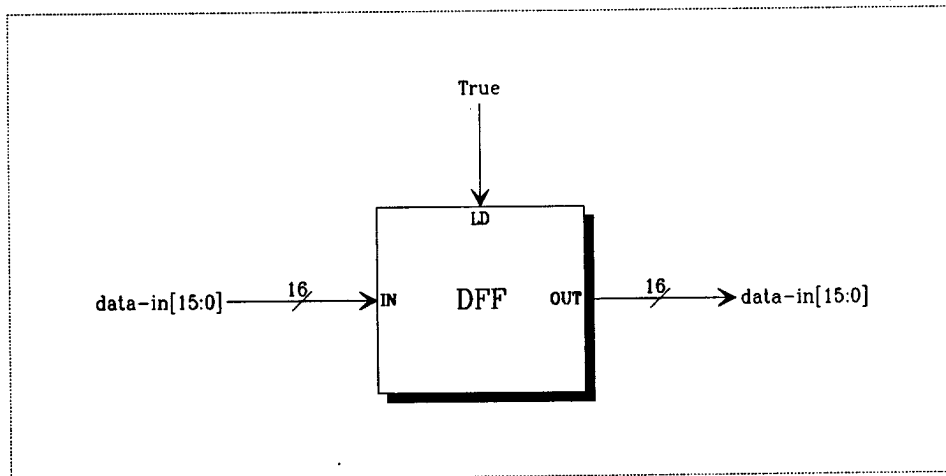 True
LD
16
16
data-in[15:0]
IN
DFF
OUT
data-in[15:0]